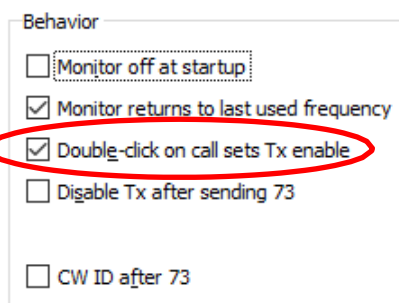 Behavior
Monitor off at startup
Monitor returns to last used frequency
Double-click on call sets Tx enable
Disable Tx after sending 73
CW ID after 73